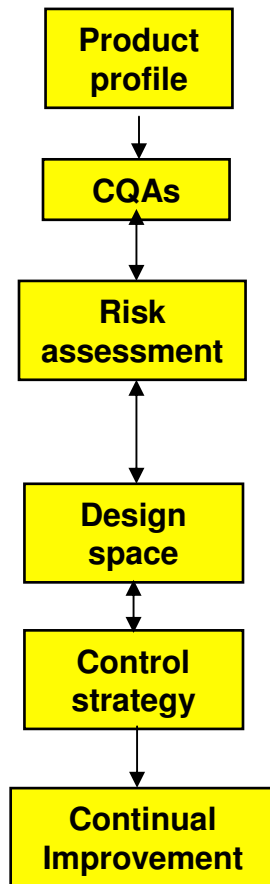 Product
profile
CQAs
Risk
assessment
Design
space
Control
strategy
Continual
Improvement